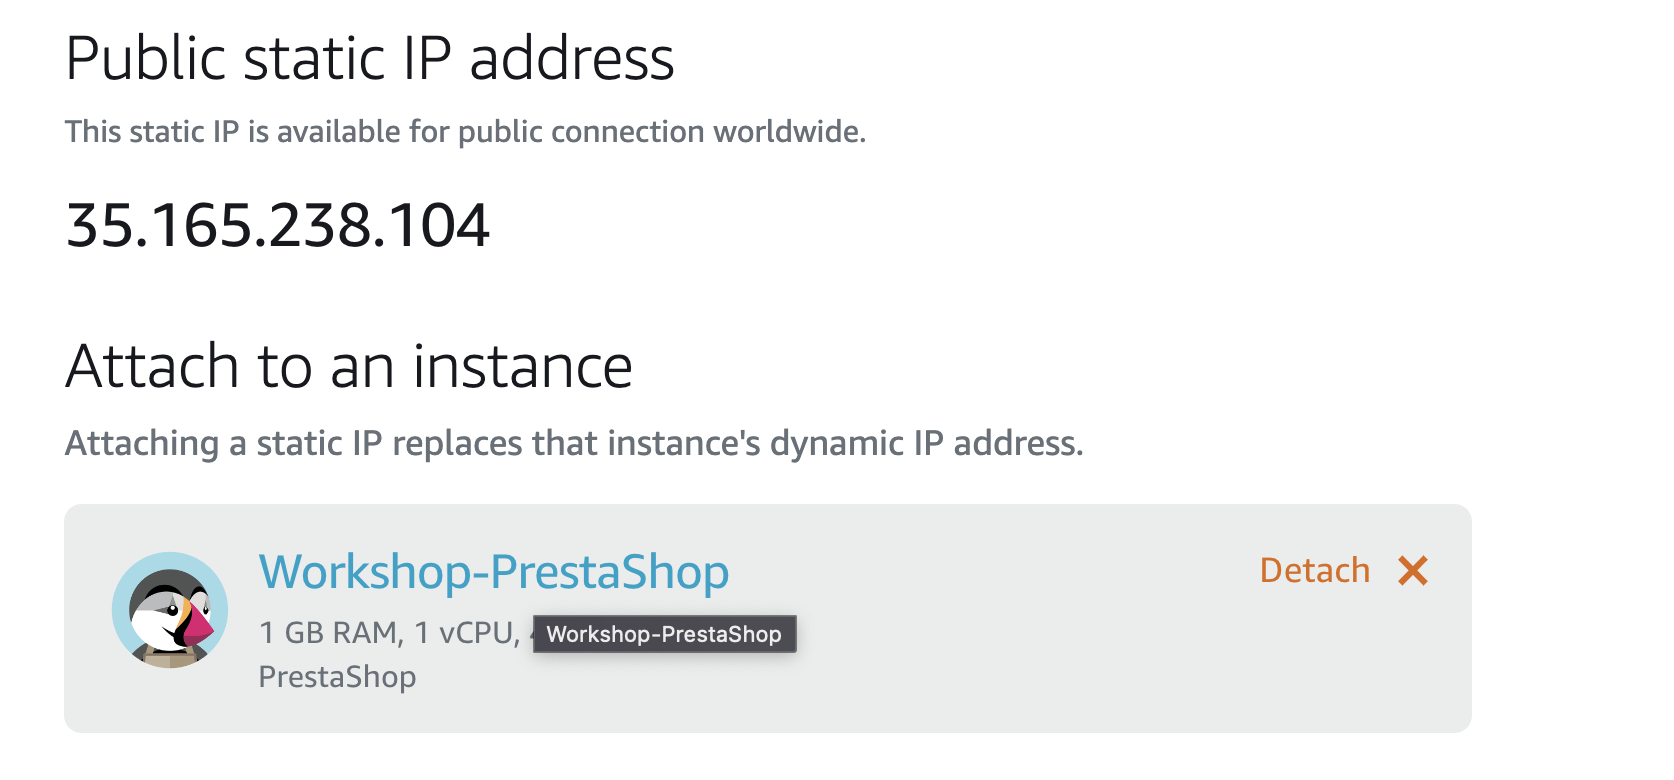 Public static IP address
This static IP is available for public connection worldwide.
35.165.238.104
Attach to an instance
Attaching a static IP replaces that instance's dynamic IP address.
Workshop-PrestaShop
Detach
1 GB RAM, 1 vCPU,
Workshop-PrestaShop
PrestaShop